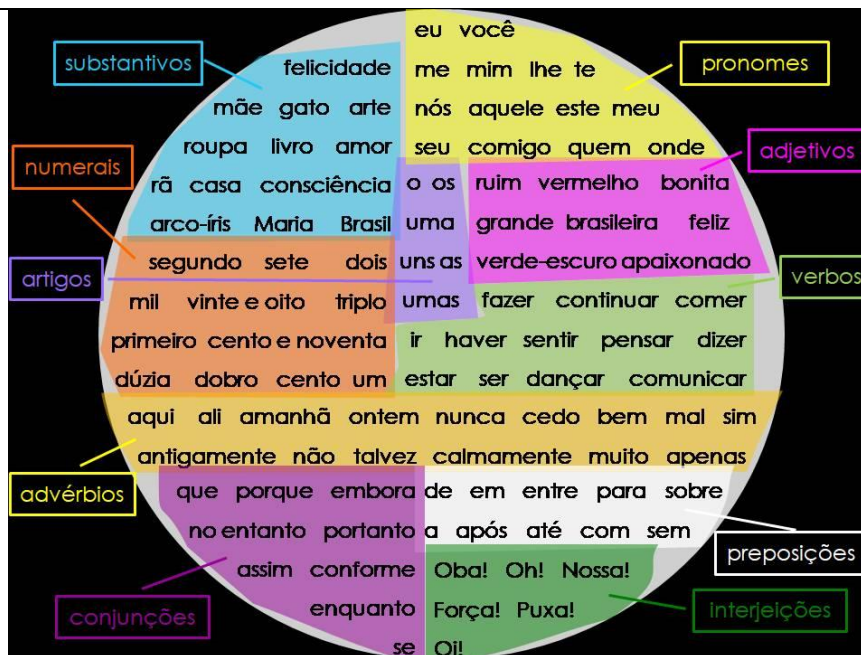 eu você
substantivos
felicidade
me mim lhe te
pronomes
mãe gato arte
nós aquele este meu
roupa livro amor
seu comigo quem onde
numerais
adjetivos
rã casa consciência
o os
ruim vermelho bonita
arco-íris Maria Brasil
uma
grande brasileira feliz
segundo sete dois
uns as
verde-escuro apaixonado
artigos
verbos
mil vinte e oito triplo
umas
fazer continuar comer
primeiro cento e noventa
ir haver sentir pensar dizer
dúzia dobro cento um
estar ser dançar comunicar
aqui ali amanhã ontem nunca cedo bem mal sim
antigamente não talvez calmamente muito apenas
advérbios
que porque embora
de em entre para sobre
no entanto portanto
a após até com sem
preposições
assim conforme
Oba! Oh! Nossa!
conjunções
enquanto
Força! Puxa!
interjeições
se
Oi!